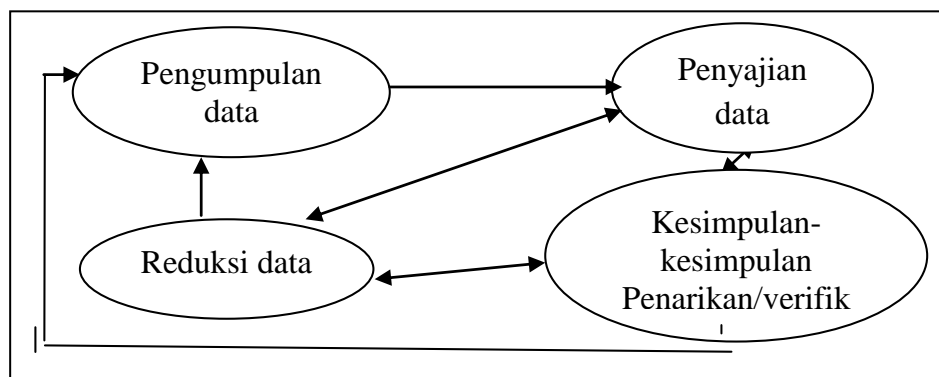 Pengumpulan
data
Penyajian
data
Reduksi data
Kesimpulan-
kesimpulan
Penarikan/verifik